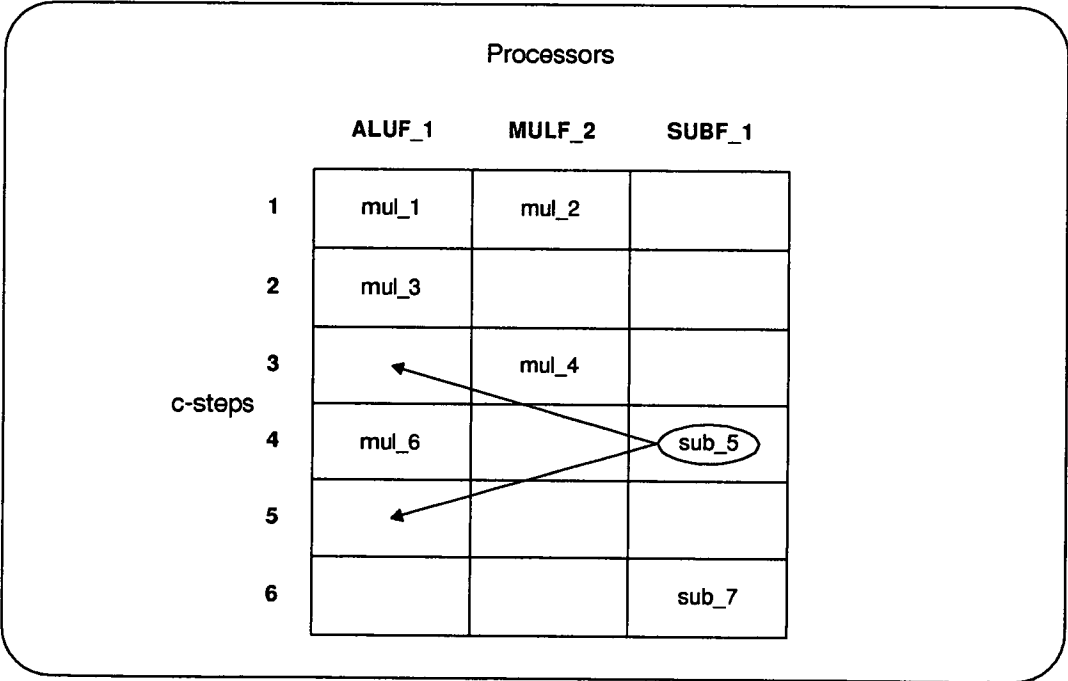 Processors
ALUF_1 MULF_2 SUBF_1
1 mul_1 mul_2
2 mul_3
3 mul_4
c-steps
4 mul_6 sub_5
5
6 sub_7